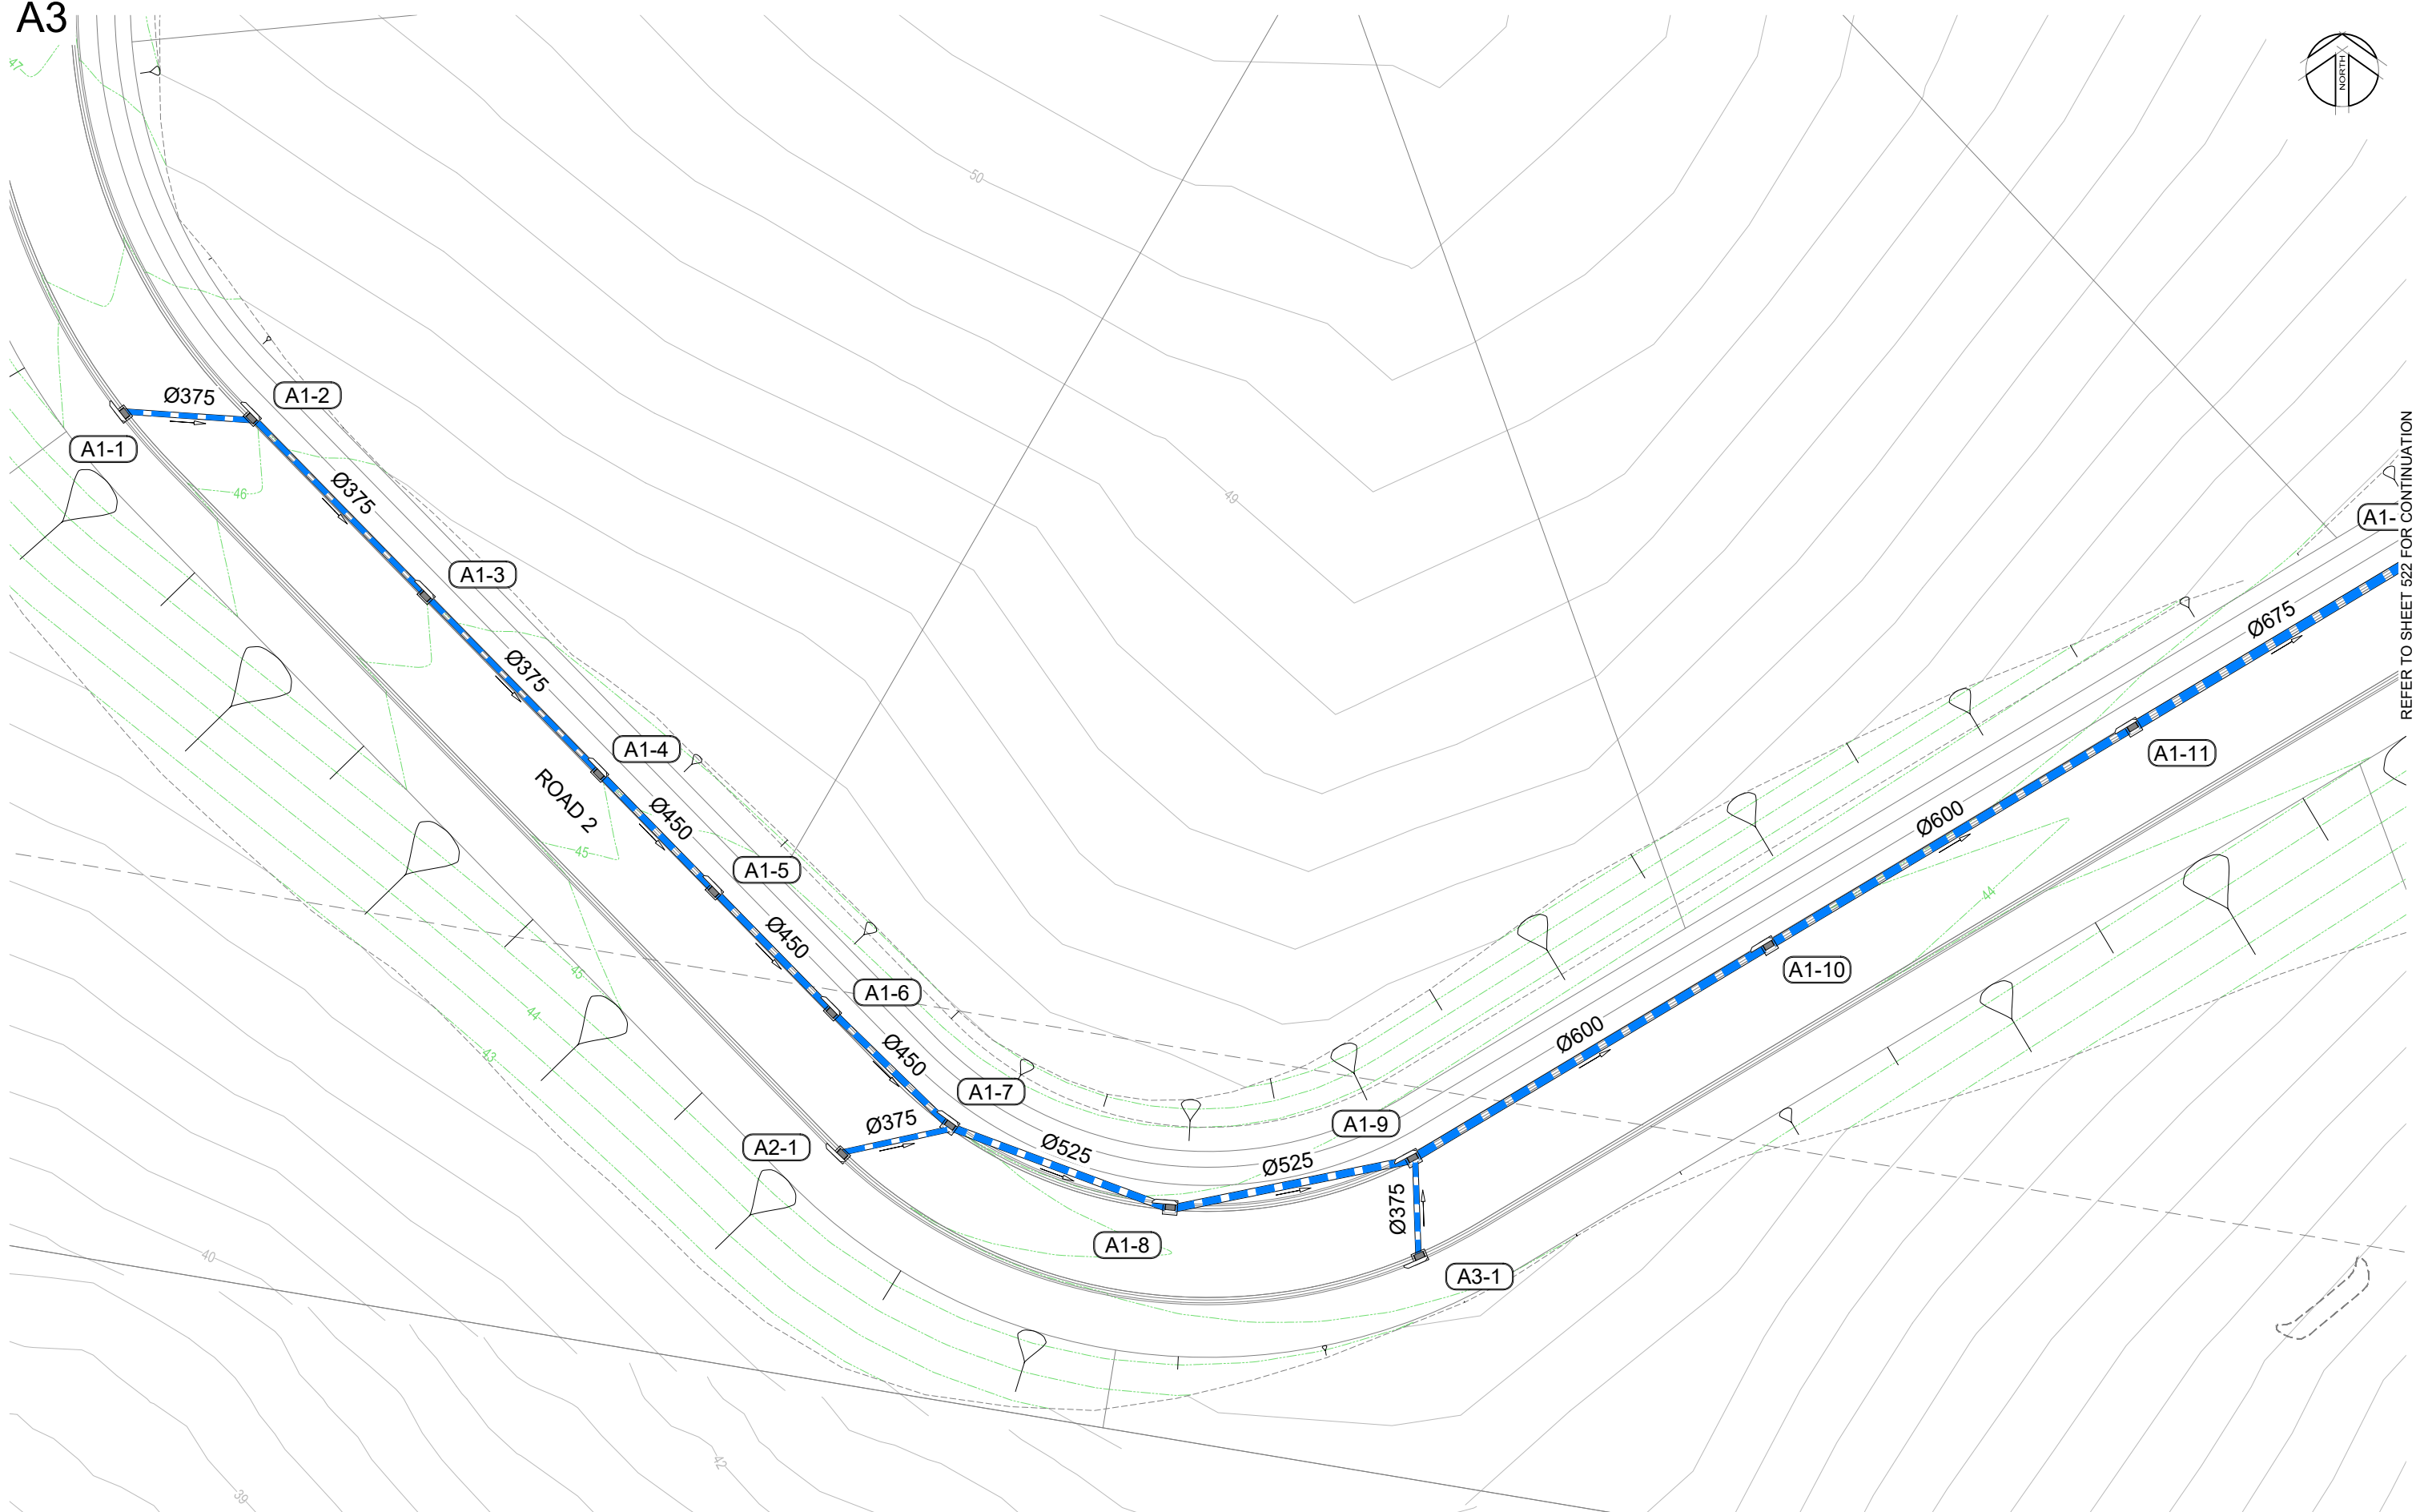 A3
NORTH
47
50
Ø375
A1-2
A1-1
46
Ø375
49
A1-
REFER TO SHEET 522 FOR CONTINUATION
A1-3
Ø375
Ø675
A1-4
A1-11
ROAD 2
Ø450
Ø600
45
A1-5
44
Ø450
A1-10
45
A1-6
44
43
Ø450
Ø600
A1-7
Ø375
A1-9
A2-1
Ø525
Ø525
Ø375
A1-8
40
A3-1
42
39